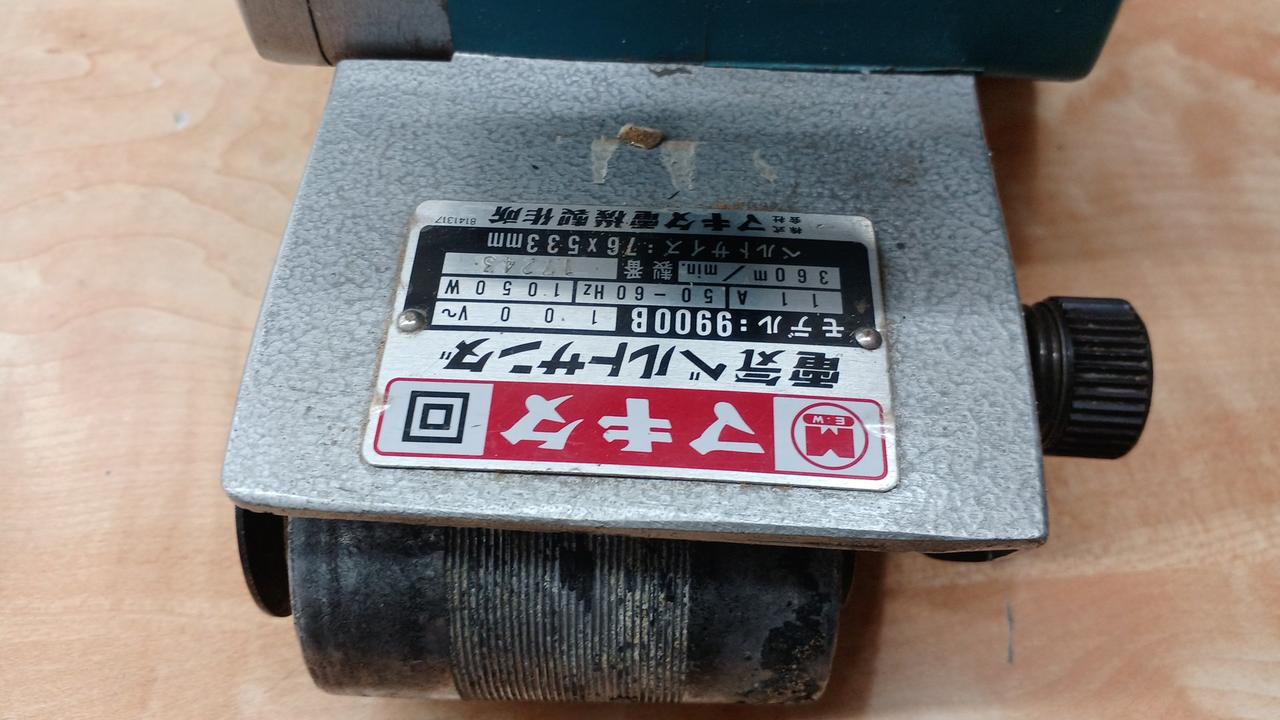 M
E・W
マキタ
電気ベルトサンダ
モデル:9900B 100V~
11A 50-60Hz 1050W
360m/min. 製番 17243
ベルトサイズ:76x533mm
株式会社 マキタ電機製作所 8141317